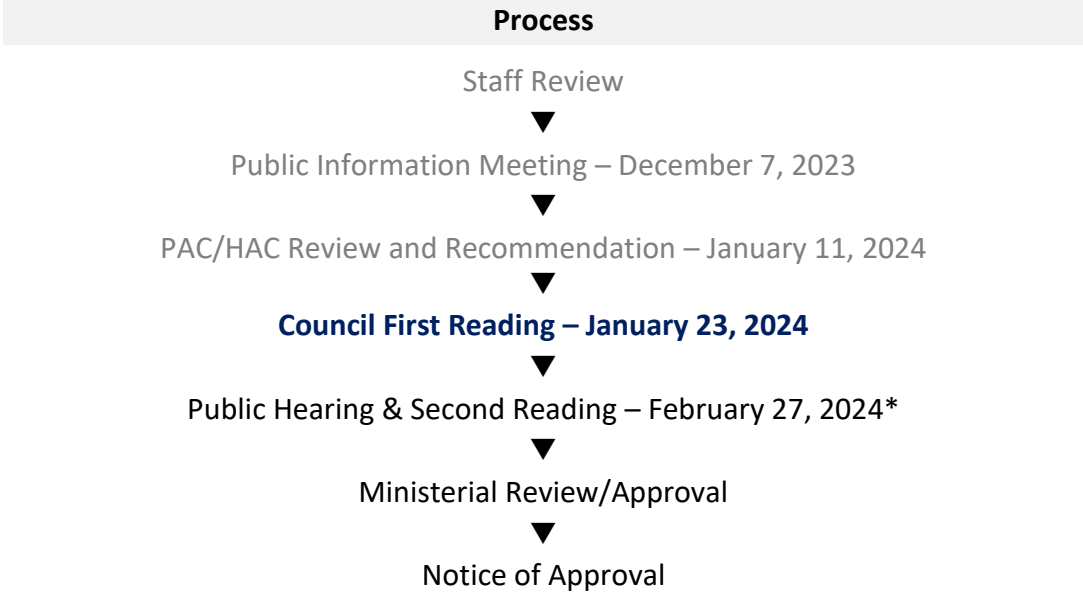 Process
Staff Review
Public Information Meeting – December 7, 2023
PAC/HAC Review and Recommendation – January 11, 2024
Council First Reading – January 23, 2024
Public Hearing & Second Reading – February 27, 2024*
Ministerial Review/Approval
Notice of Approval